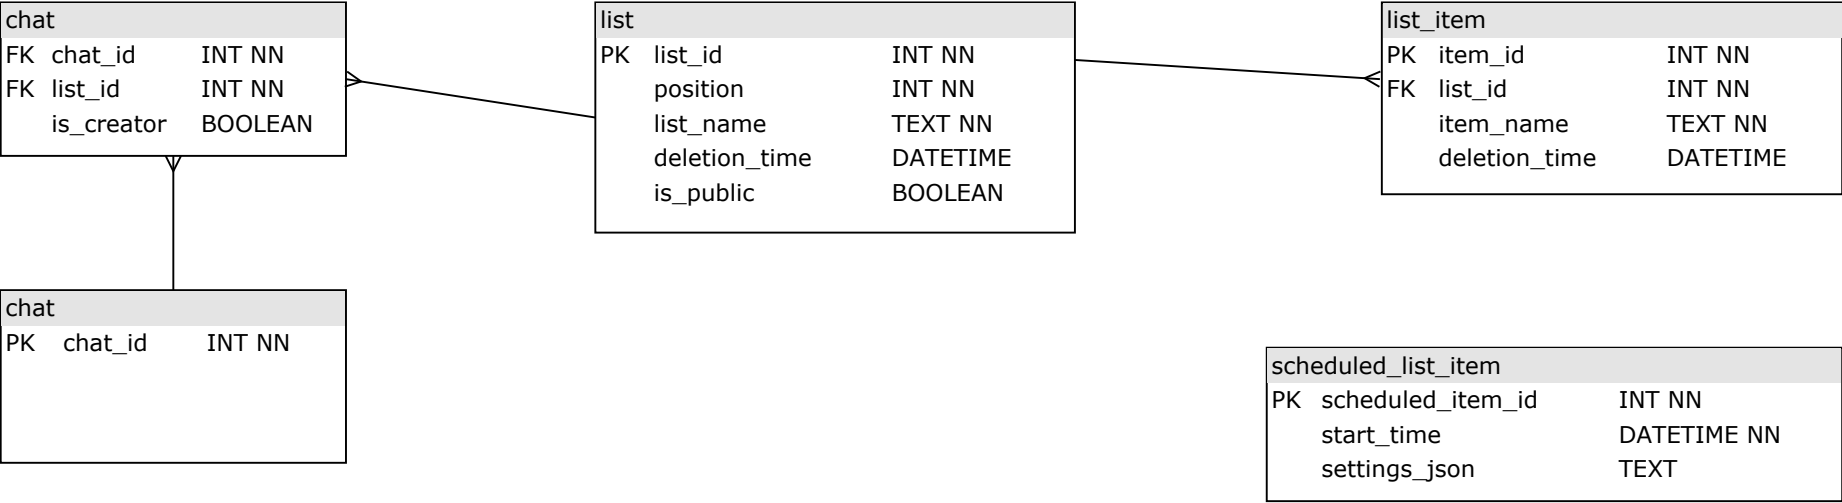 chat
FK chat_id INT NN
FK list_id INT NN
is_creator BOOLEAN
list
PK list_id INT NN
position INT NN
list_name TEXT NN
deletion_time DATETIME
is_public BOOLEAN
list_item
PK item_id INT NN
FK list_id INT NN
item_name TEXT NN
deletion_time DATETIME
chat
PK chat_id INT NN
scheduled_list_item
PK scheduled_item_id INT NN
start_time DATETIME NN
settings_json TEXT